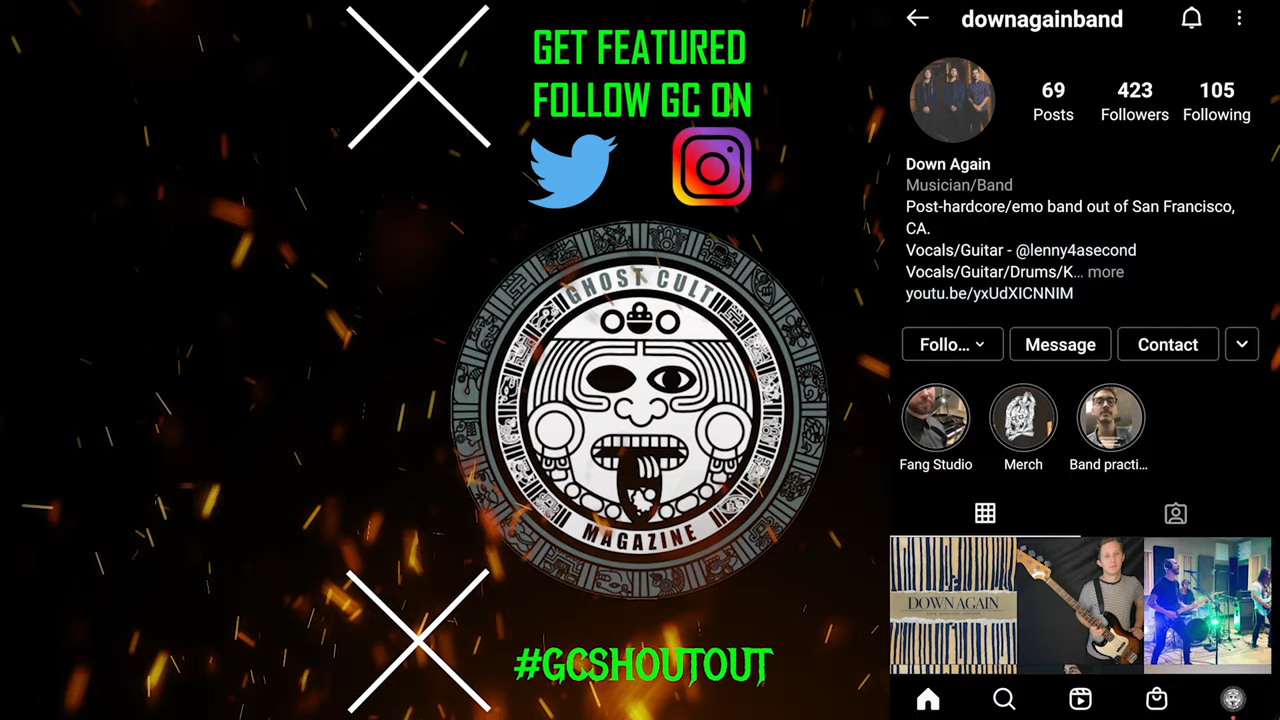 GET FEATURED
FOLLOW GC ON
GHOST CULT
MAGAZINE
#GCSHOUTOUT
downagainband
69
Posts
423
Followers
105
Following
Down Again
Musician/Band
Post-hardcore/emo band out of San Francisco,
CA.
Vocals/Guitar - @lenny4asecond
Vocals/Guitar/Drums/K... more
youtu.be/yxUdXICNNIM
Follo...
Message
Contact
Fang Studio
Merch
Band practi...
DOWN AGAIN